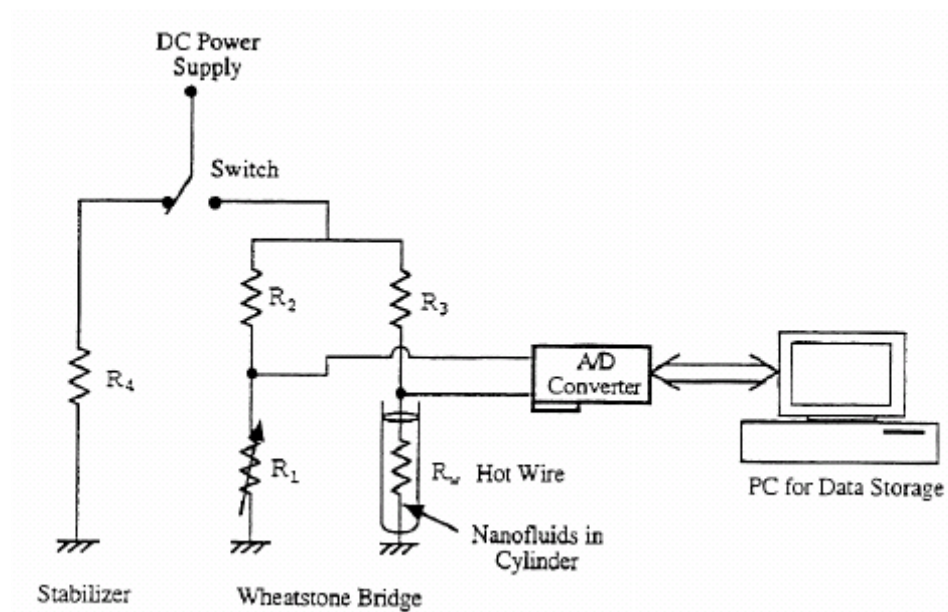 DC Power
Supply
Switch
R2
R3
R4
A/D
Converter
R1
Rw Hot Wire
PC for Data Storage
Nanofluids in
Cylinder
Stabilizer
Wheatstone Bridge